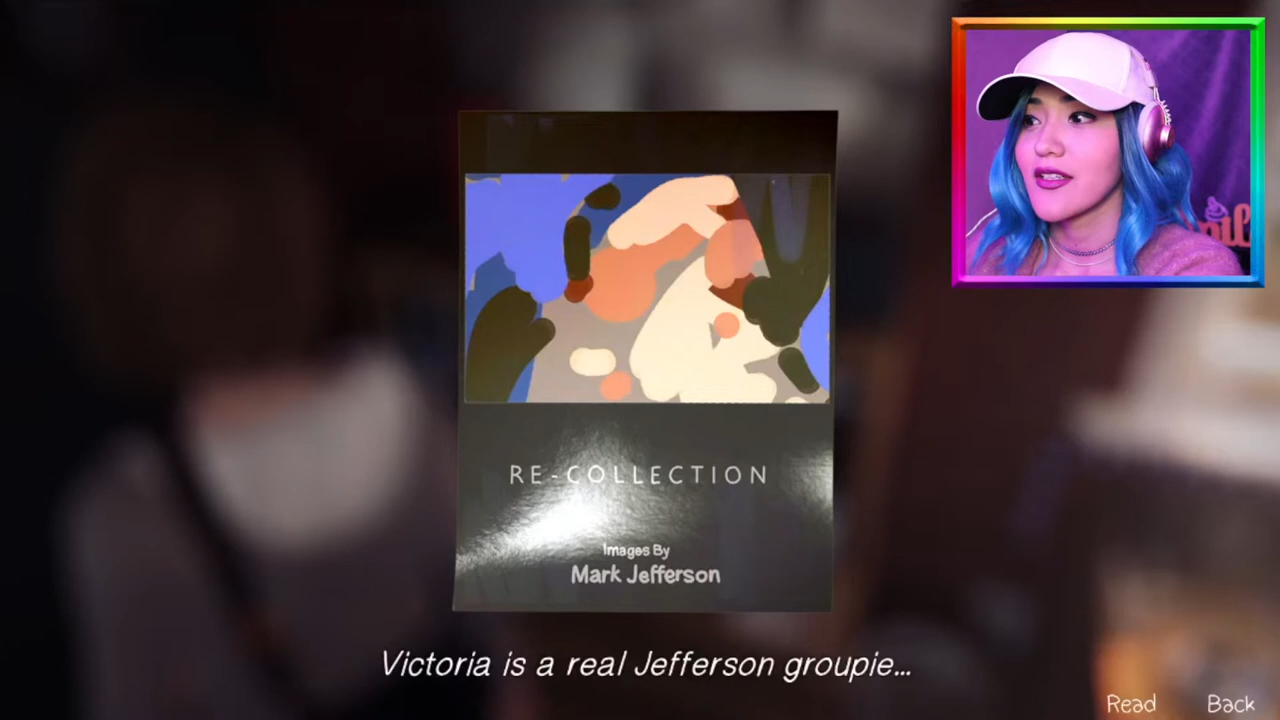 RE-COLLECTION
Images By
Mark Jefferson
Victoria is a real Jefferson groupie...
Read
Back